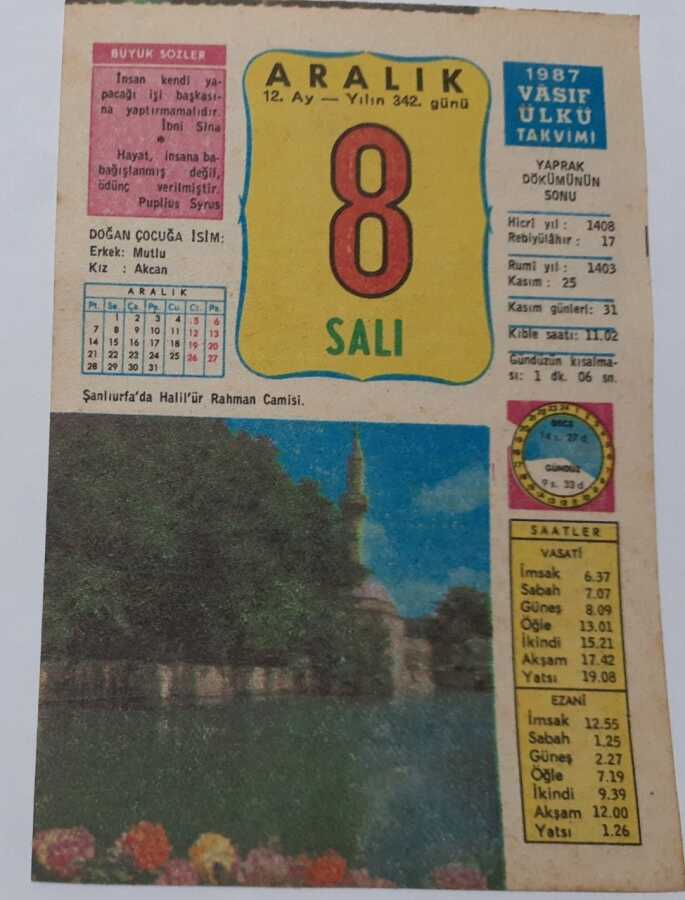 BÜYÜK SÖZLER
İnsan kendi ya-
pacağı işi başkası-
na yaptırmamalıdır.
İbni Sina
Hayat, insana ba-
bağışlanmış değil,
ödünç verilmiştir.
Puplius Syrus
DOĞAN ÇOCUĞA İSİM:
Erkek: Mutlu
Kız : Akcan
ARALIK
Pt. Sa. Ça. Pş. Cu. Ct. Pa.
1 2 3 4 5 6
7 8 9 10 11 12 13
14 15 16 17 18 19 20
21 22 23 24 25 26 27
28 29 30 31
ARALIK
12. Ay — Yılın 342. günü
8
SALI
1987
VÂSIF
ÜLKÜ
TAKVİMİ
YAPRAK
DÖKÜMÜNÜN
SONU
Hicrî yıl : 1408
Rebiyülâhır : 17
Rumî yıl : 1403
Kasım : 25
Kasım günleri: 31
Kıble saati: 11.02
Gündüzün kısalma-
sı: 1 dk. 06 sn.
Şanlıurfa'da Halil'ür Rahman Camisi.
GECE
14 s. 27 d.
GÜNDÜZ
9 s. 33 d.
SAATLER
VASATİ
İmsak 6.37
Sabah 7.07
Güneş 8.09
Öğle 13.01
İkindi 15.21
Akşam 17.42
Yatsı 19.08
EZANİ
İmsak 12.55
Sabah 1.25
Güneş 2.27
Öğle 7.19
İkindi 9.39
Akşam 12.00
Yatsı 1.26